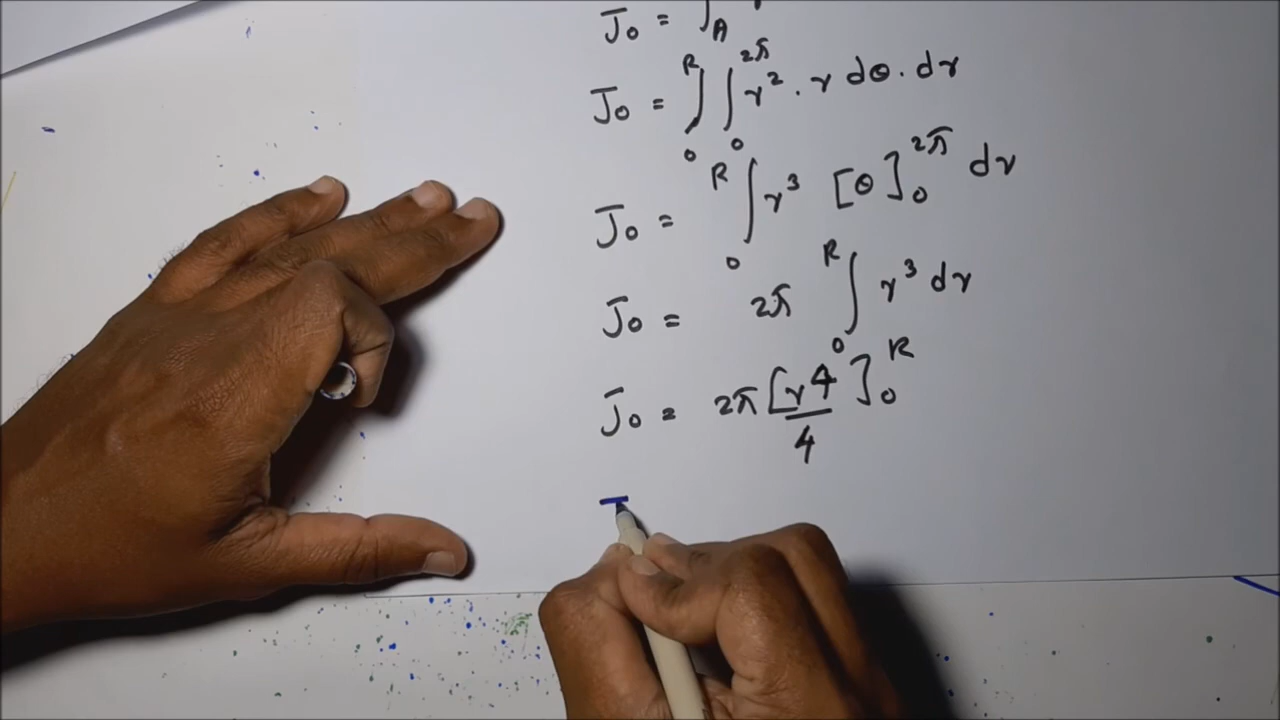 J₀ = ∫_A
J₀ = ∫₀^R ∫₀^2π r² . r dθ . dr
J₀ = ∫₀^R r³ [θ]₀^2π dr
J₀ = 2π ∫₀^R r³ dr
J₀ = 2π [r⁴/4]₀^R